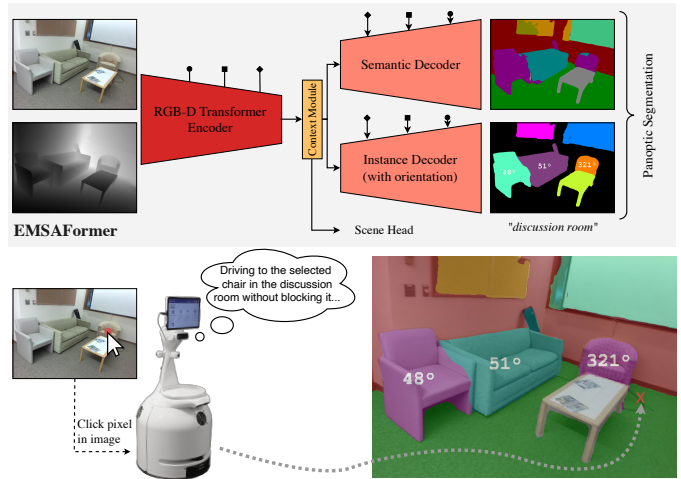 RGB-D Transformer
Encoder
Context Module
Semantic Decoder
Instance Decoder
(with orientation)
48°
51°
321°
Panoptic Segmentation
EMSAFormer
Scene Head
"discussion room"
Driving to the selected
chair in the discussion
room without blocking it...
Click pixel
in image
48°
51°
321°